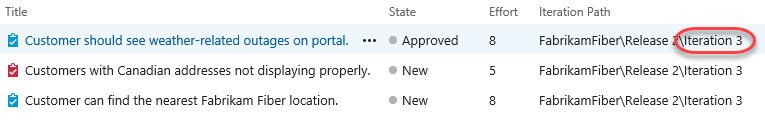 Title State Effort Iteration Path
Customer should see weather-related outages on portal. ••• Approved 8 FabrikamFiber\Release 2\Iteration 3
Customers with Canadian addresses not displaying properly. New 5 FabrikamFiber\Release 2\Iteration 3
Customer can find the nearest Fabrikam Fiber location. New 8 FabrikamFiber\Release 2\Iteration 3